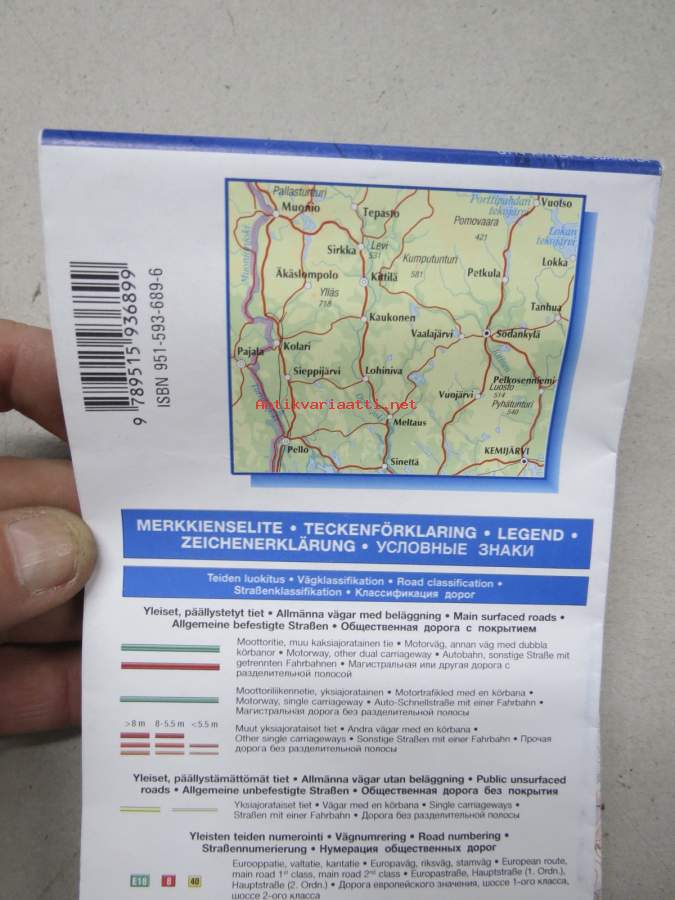 Pallastunturi
Muonio
Tepasto
Porttipahdan
tekojärvi
Vuotso
Pomovaara
421
Lokan
tekojärvi
Sirkka
Levi
531
Kumputunturi
581
Lokka
Äkäslompolo
Kittilä
Petkula
Ylläs
718
Tanhua
Kaukonen
Vaalajärvi
Sodankylä
Kolari
Pajala
Sieppijärvi
Lohiniva
Pelkosenniemi
Luosto
514
Vuojärvi
Pyhätunturi
540
Antikvariaatti.net
Meltaus
Pello
Sinettä
KEMIJÄRVI
9 789515 936899
ISBN 951-593-689-6
MERKKIENSELITE • TECKENFÖRKLARING • LEGEND •
ZEICHENERKLÄRUNG • УСЛОВНЫЕ ЗНАКИ
Teiden luokitus • Vägklassifikation • Road classification •
Straßenklassifikation • Классификация дорог
Yleiset, päällystetyt tiet • Allmänna vägar med beläggning • Main surfaced roads •
Allgemeine befestigte Straßen • Общественная дорога с покрытием
Moottoritie, muu kaksiajoratainen tie • Motorväg, annan väg med dubbla
körbanor • Motorway, other dual carriageway • Autobahn, sonstige Straße mit
getrennten Fahrbahnen • Магистральная или другая дорога с
разделительной полосой
Moottoriliikennetie, yksiajoratainen • Motortrafikled med en körbana •
Motorway, single carriageway • Auto-Schnellstraße mit einer Fahrbahn •
Магистральная дорога без разделительной полосы
>8 m 8-5.5 m <5.5 m
Muut yksiajorataiset tiet • Andra vägar med en körbana •
Other single carriageways • Sonstige Straßen mit einer Fahrbahn • Прочая
дорога без разделительной полосы
Yleiset, päällystämättömät tiet • Allmänna vägar utan beläggning • Public unsurfaced
roads • Allgemeine unbefestigte Straßen • Общественная дорога без покрытия
Yksiajorataiset tiet • Vägar med en körbana • Single carriageways •
Straßen mit einer Fahrbahn • Дорога без разделительной полосы
Yleisten teiden numerointi • Vägnumrering • Road numbering •
Straßennumerierung • Нумерация общественных дорог
E18 8 40
Eurooppatie, valtatie, kantatie • Europaväg, riksväg, stamväg • European route,
main road 1st class, main road 2nd class • Europastraße, Hauptstraße (1. Ordn.),
Hauptstraße (2. Ordn.) • Дорога европейского значения, шоссе 1-ого класса,
шоссе 2-ого класса